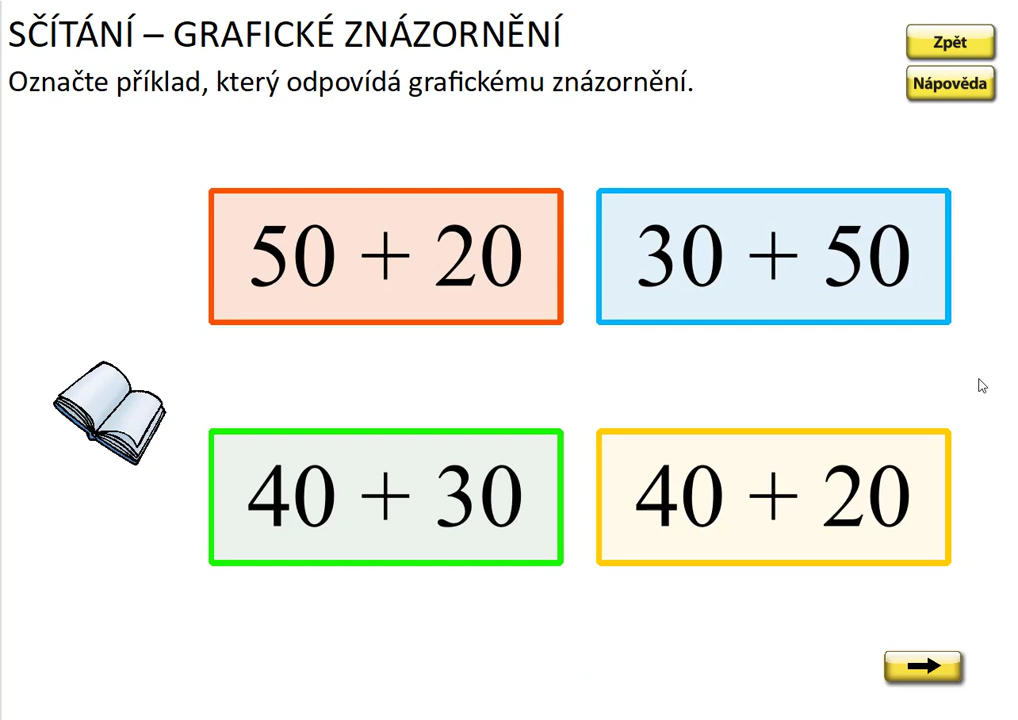 SČÍTÁNÍ – GRAFICKÉ ZNÁZORNĚNÍ
Zpět
Označte příklad, který odpovídá grafickému znázornění.
Nápověda
50 + 20
30 + 50
40 + 30
40 + 20